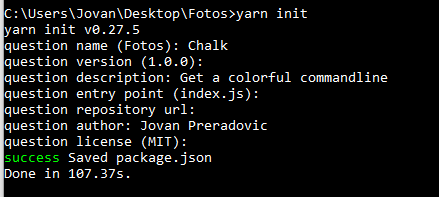 C:\Users\Jovan\Desktop\Fotos>yarn init
yarn init v0.27.5
question name (Fotos): Chalk
question version (1.0.0):
question description: Get a colorful commandline
question entry point (index.js):
question repository url:
question author: Jovan Preradovic
question license (MIT):
success Saved package.json
Done in 107.37s.